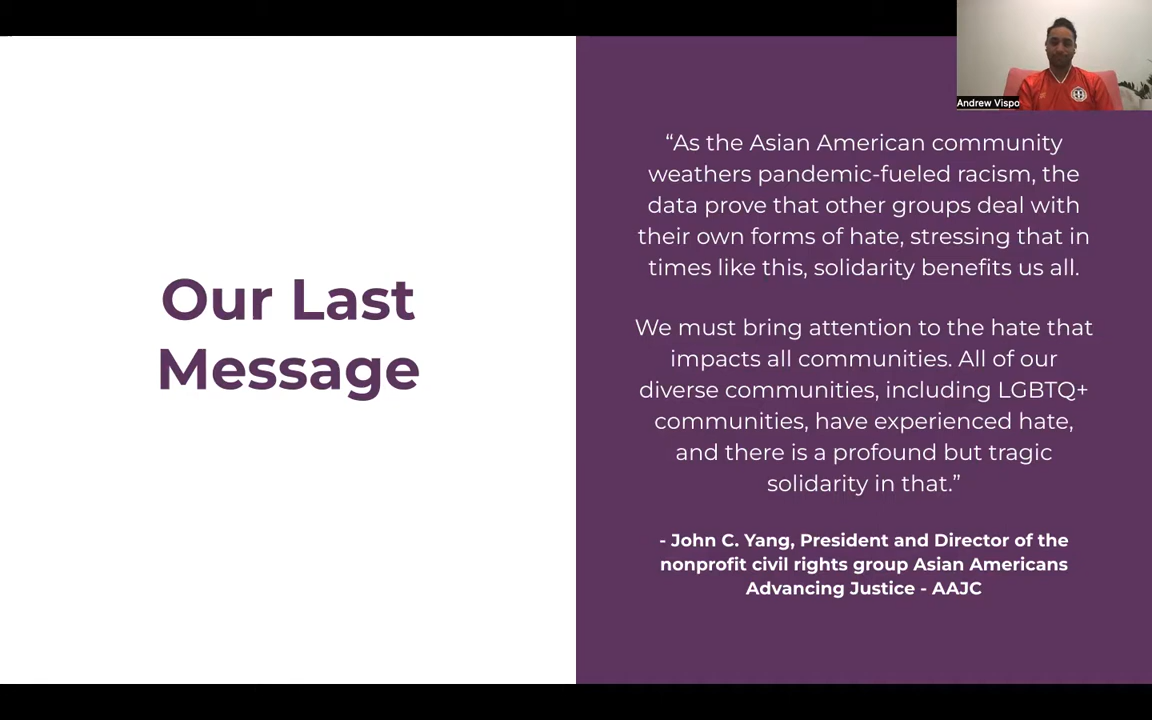 Andrew Vispo
Our Last
Message
“As the Asian American community
weathers pandemic-fueled racism, the
data prove that other groups deal with
their own forms of hate, stressing that in
times like this, solidarity benefits us all.
We must bring attention to the hate that
impacts all communities. All of our
diverse communities, including LGBTQ+
communities, have experienced hate,
and there is a profound but tragic
solidarity in that.”
- John C. Yang, President and Director of the
nonprofit civil rights group Asian Americans
Advancing Justice - AAJC